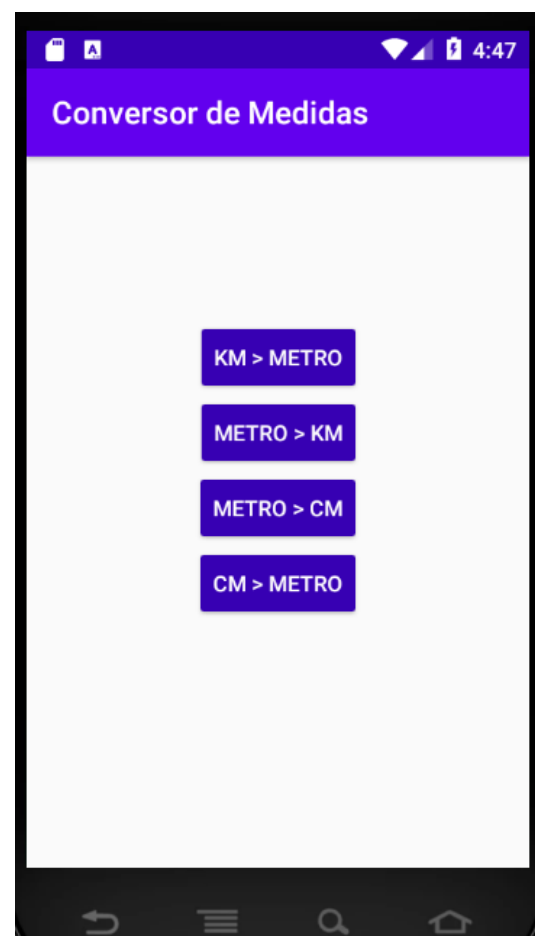 4:47
Conversor de Medidas
KM > METRO
METRO > KM
METRO > CM
CM > METRO